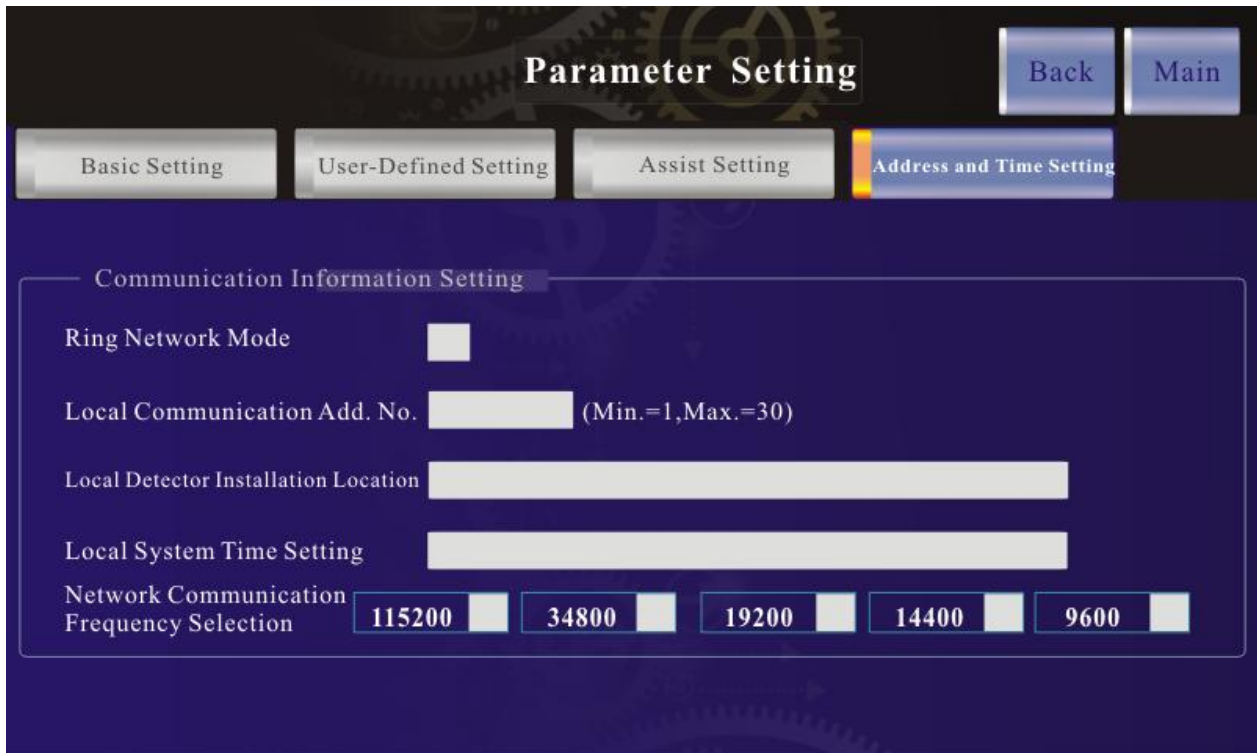 Parameter Setting
Back
Main
Basic Setting
User-Defined Setting
Assist Setting
Address and Time Setting
Communication Information Setting
Ring Network Mode
Local Communication Add. No.
(Min.=1,Max.=30)
Local Detector Installation Location
Local System Time Setting
Network Communication
Frequency Selection
115200
34800
19200
14400
9600